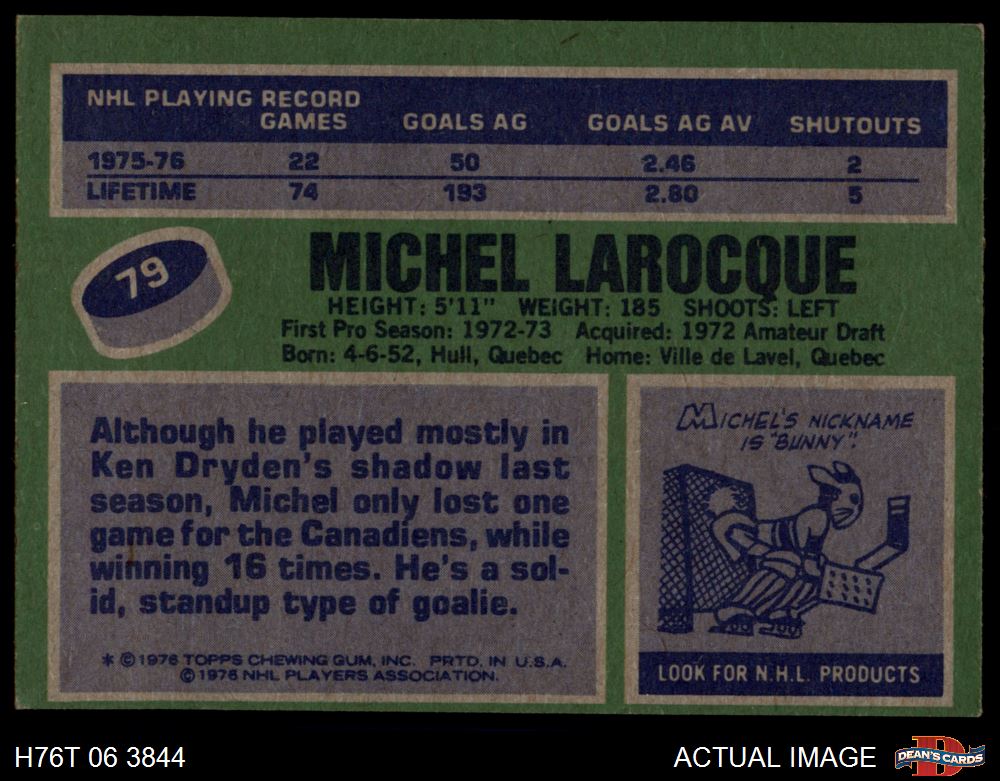 NHL PLAYING RECORD
GAMES GOALS AG GOALS AG AV SHUTOUTS
1975-76 22 50 2.46 2
LIFETIME 74 193 2.80 5
79
MICHEL LAROCQUE
HEIGHT: 5'11" WEIGHT: 185 SHOOTS: LEFT
First Pro Season: 1972-73 Acquired: 1972 Amateur Draft
Born: 4-6-52, Hull, Quebec Home: Ville de Lavel, Quebec
Although he played mostly in
Ken Dryden's shadow last
season, Michel only lost one
game for the Canadiens, while
winning 16 times. He's a sol-
id, standup type of goalie.
* © 1976 TOPPS CHEWING GUM, INC. PRTD. IN U.S.A.
© 1976 NHL PLAYERS ASSOCIATION.
MICHEL'S NICKNAME
IS "BUNNY".
LOOK FOR N.H.L. PRODUCTS
H76T 06 3844
ACTUAL IMAGE
D
DEAN'S CARDS